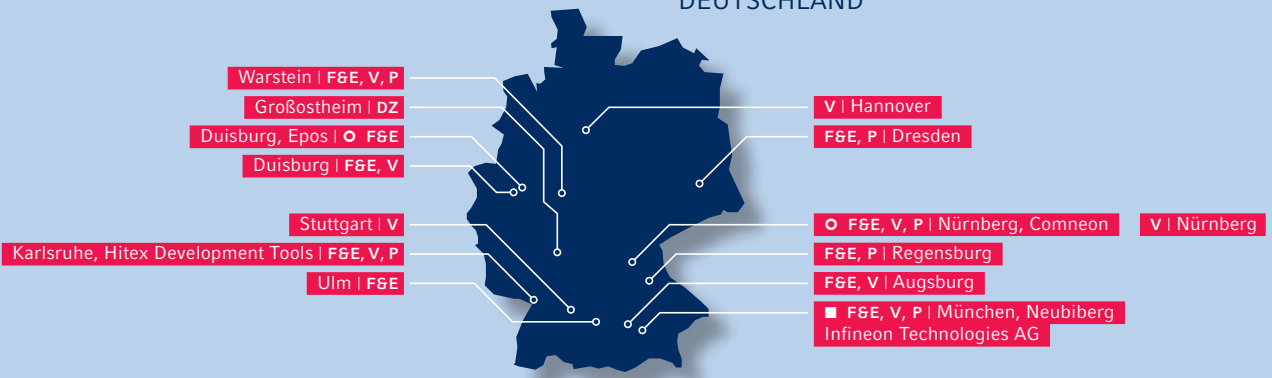 DEUTSCHLAND
Warstein | F&E, V, P
Großostheim | DZ
Duisburg, Epos | O F&E
Duisburg | F&E, V
Stuttgart | V
Karlsruhe, Hitex Development Tools | F&E, V, P
Ulm | F&E
V | Hannover
F&E, P | Dresden
O F&E, V, P | Nürnberg, Comneon
V | Nürnberg
F&E, P | Regensburg
F&E, V | Augsburg
■ F&E, V, P | München, Neubiberg
Infineon Technologies AG